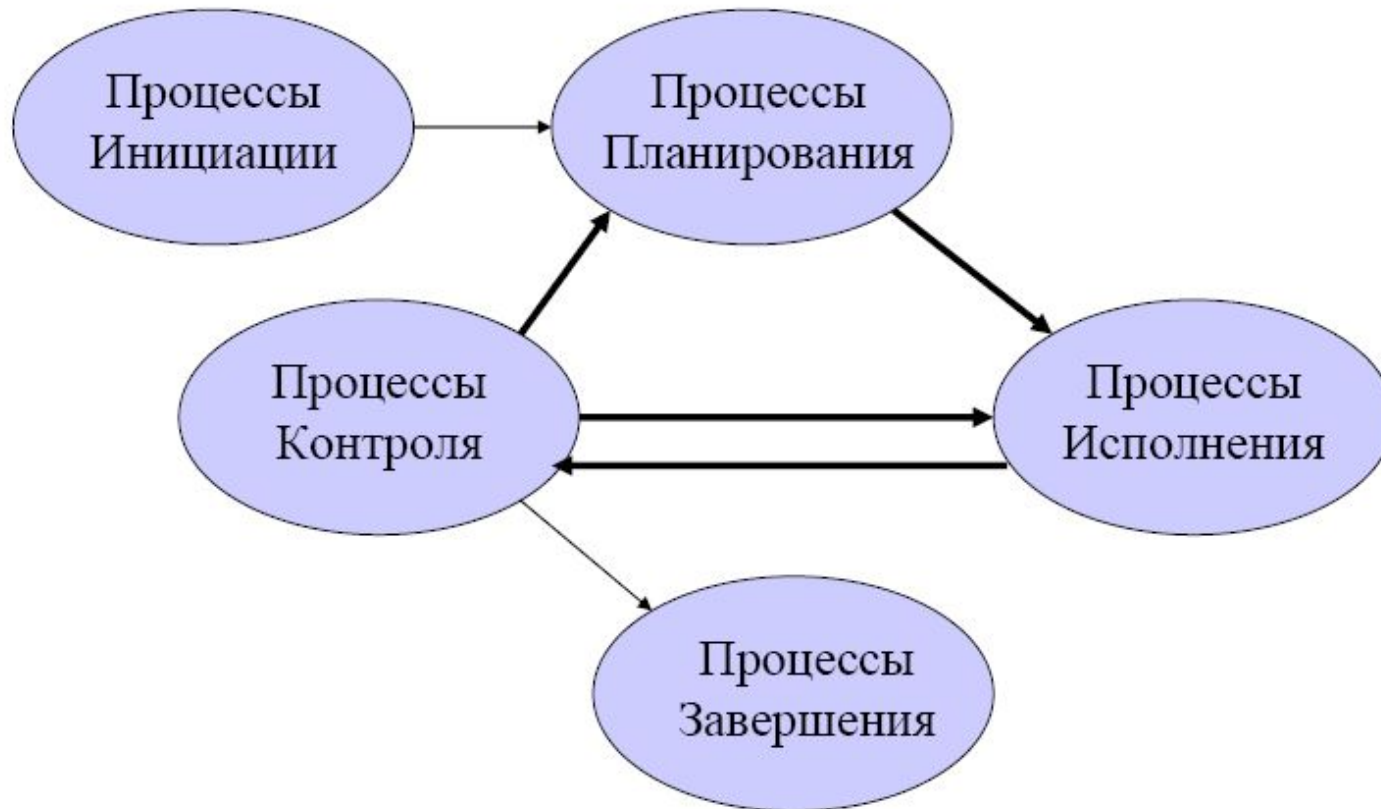 Процессы
Инициации
Процессы
Планирования
Процессы
Контроля
Процессы
Исполнения
Процессы
Завершения